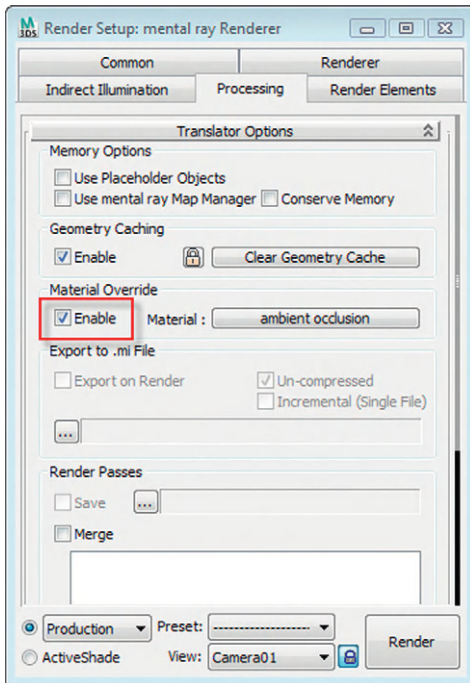 3DS Render Setup: mental ray Renderer
Common Renderer
Indirect Illumination Processing Render Elements
Translator Options
Memory Options
Use Placeholder Objects
Use mental ray Map Manager Conserve Memory
Geometry Caching
Enable Clear Geometry Cache
Material Override
Enable Material : ambient occlusion
Export to .mi File
Export on Render Un-compressed
Incremental (Single File)
...
Render Passes
Save ...
Merge
Production Preset: --------------------
ActiveShade View: Camera01 Render